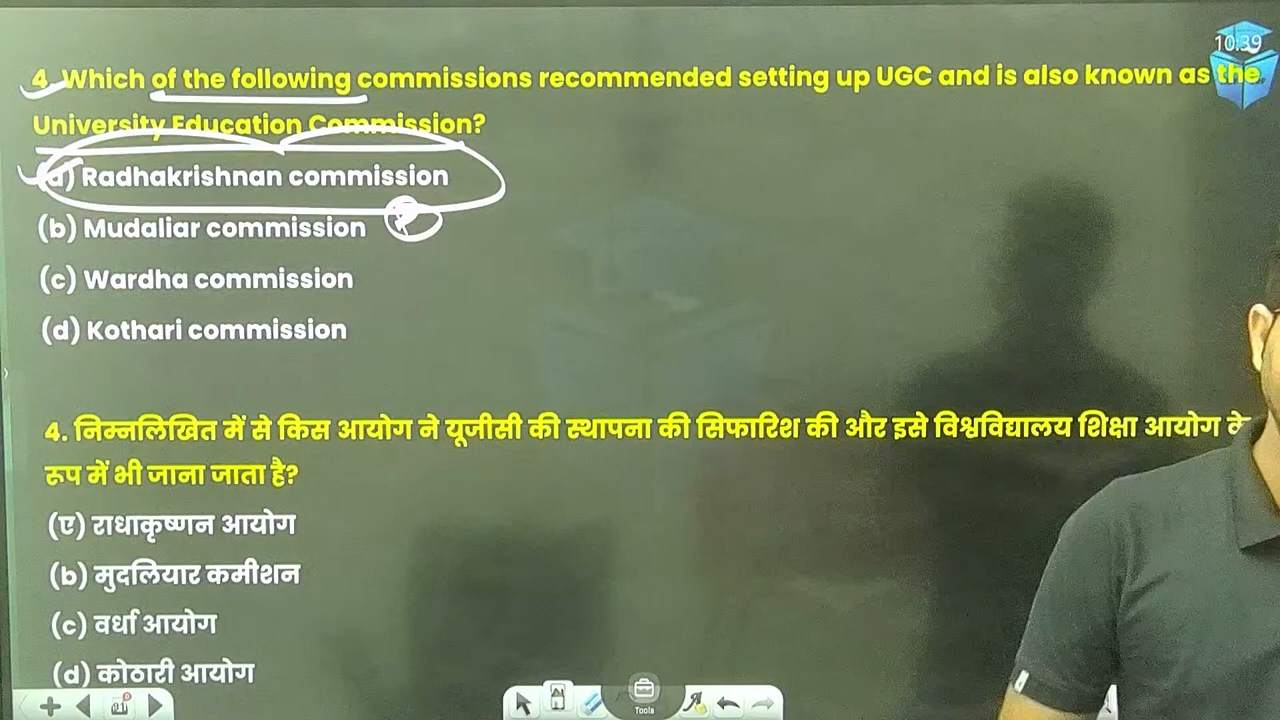 10:39
4. Which of the following commissions recommended setting up UGC and is also known as the
University Education Commission?
(a) Radhakrishnan commission
(b) Mudaliar commission
(c) Wardha commission
(d) Kothari commission
4. निम्नलिखित में से किस आयोग ने यूजीसी की स्थापना की सिफारिश की और इसे विश्वविद्यालय शिक्षा आयोग के
रूप में भी जाना जाता है?
(ए) राधाकृष्णन आयोग
(b) मुदलियार कमीशन
(c) वर्धा आयोग
(d) कोठारी आयोग
Tools